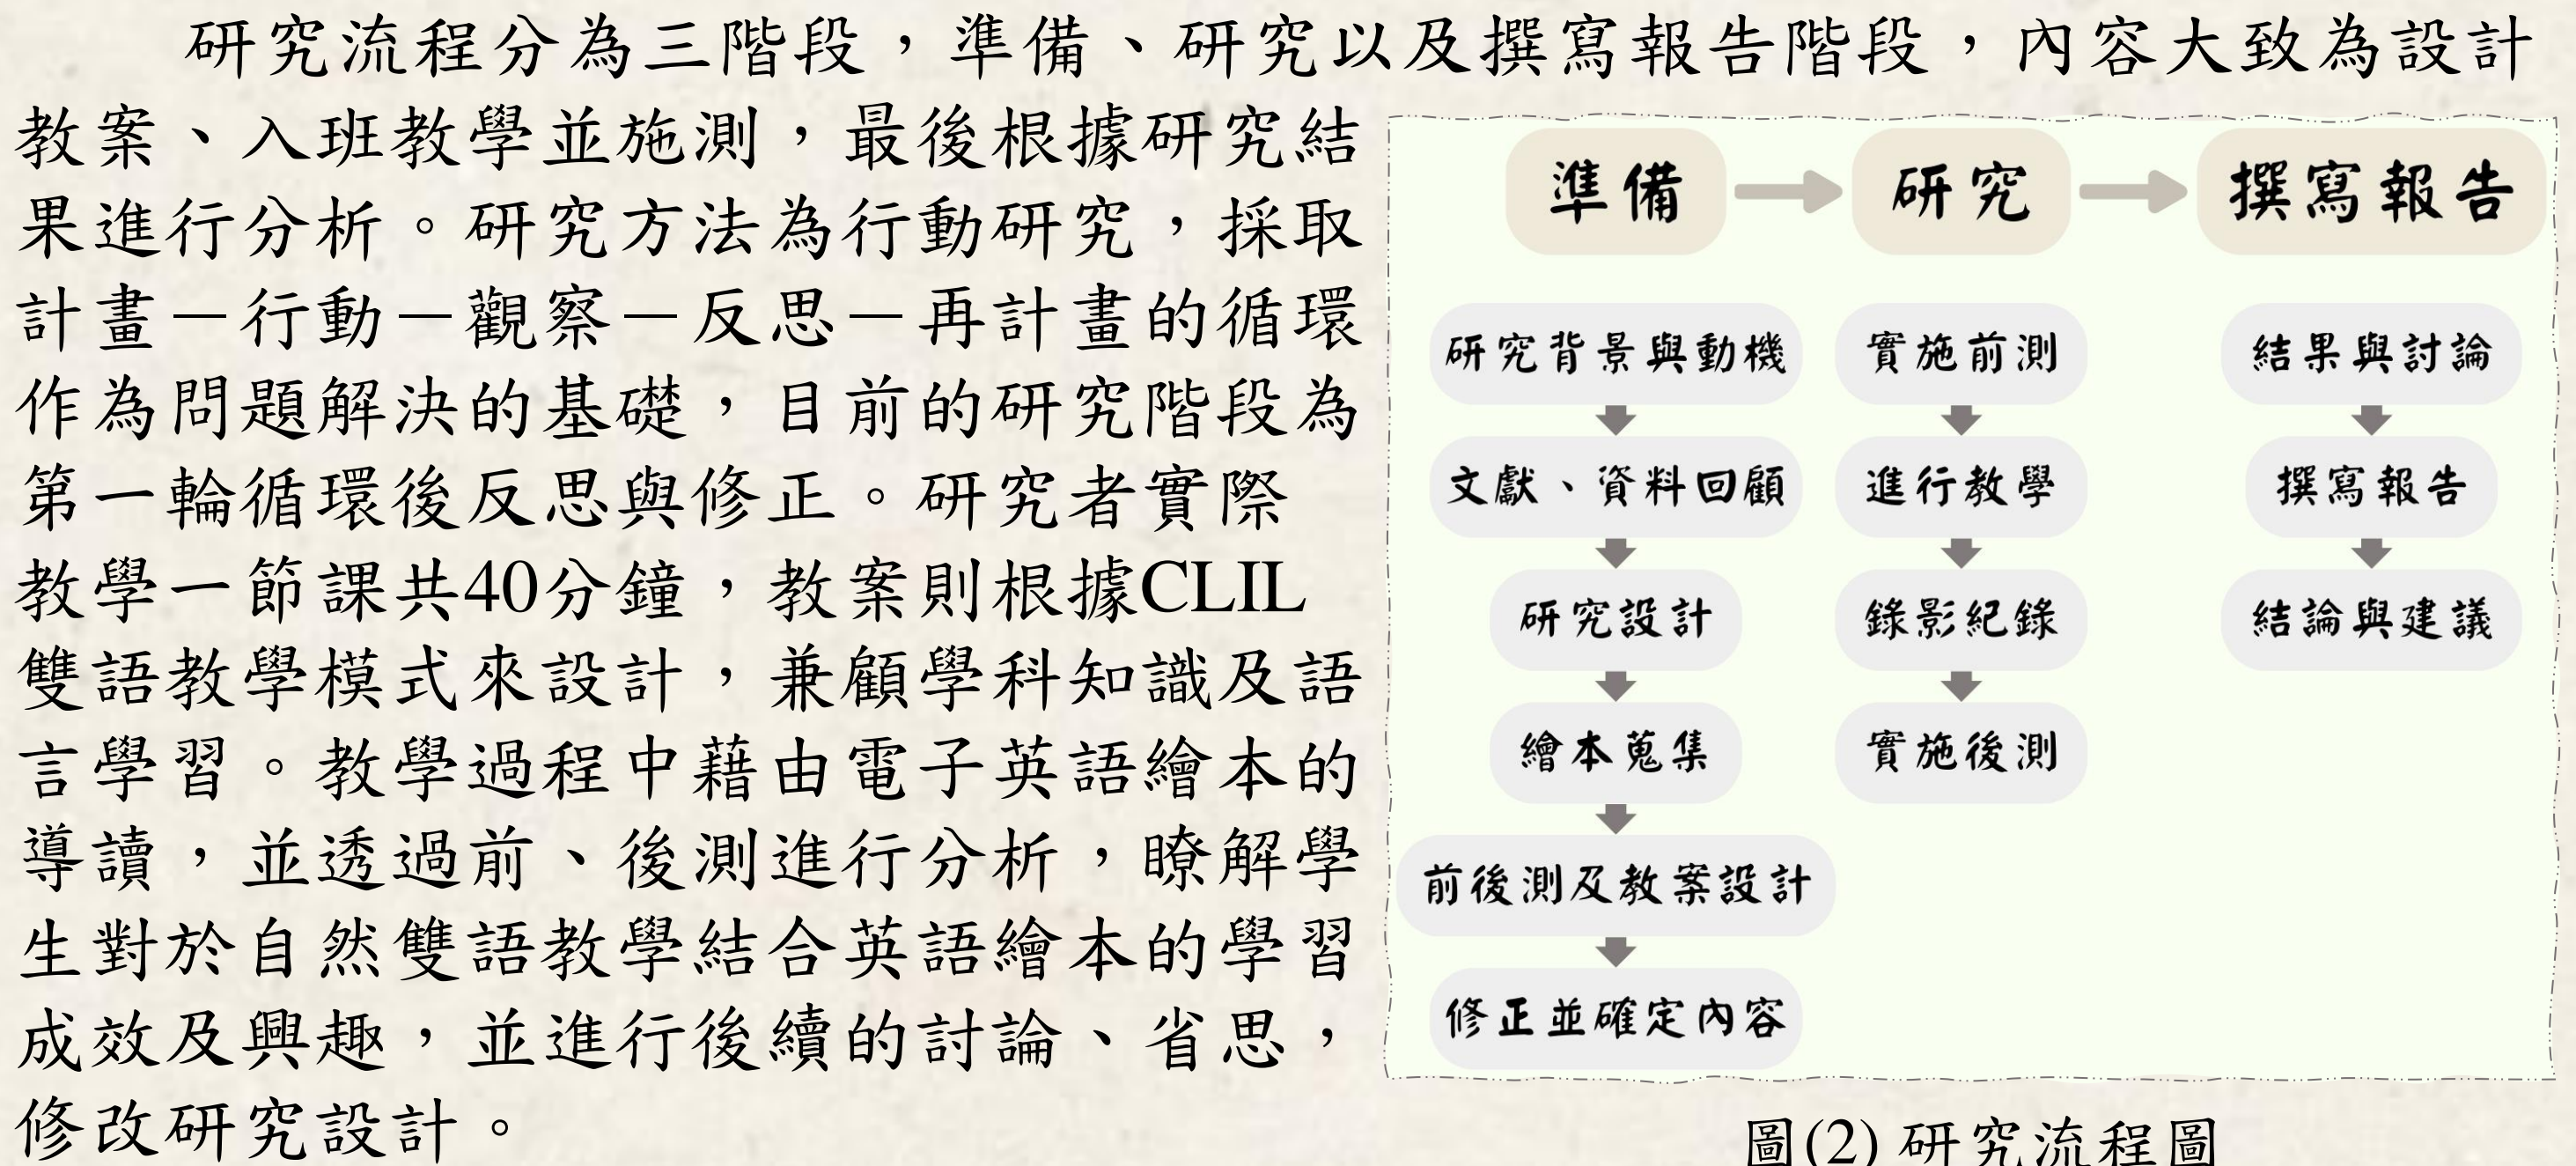 研究流程分為三階段，準備、研究以及撰寫報告階段，內容大致為設計
教案、入班教學並施測，最後根據研究結
果進行分析。研究方法為行動研究，採取
計畫—行動—觀察—反思—再計畫的循環
作為問題解決的基礎，目前的研究階段為
第一輪循環後反思與修正。研究者實際
教學一節課共40分鐘，教案則根據CLIL
雙語教學模式來設計，兼顧學科知識及語
言學習。教學過程中藉由電子英語繪本的
導讀，並透過前、後測進行分析，瞭解學
生對於自然雙語教學結合英語繪本的學習
成效及興趣，並進行後續的討論、省思，
修改研究設計。
準備
研究
撰寫報告
研究背景與動機
文獻、資料回顧
研究設計
繪本蒐集
前後測及教案設計
修正並確定內容
實施前測
進行教學
錄影紀錄
實施後測
結果與討論
撰寫報告
結論與建議
圖(2) 研究流程圖